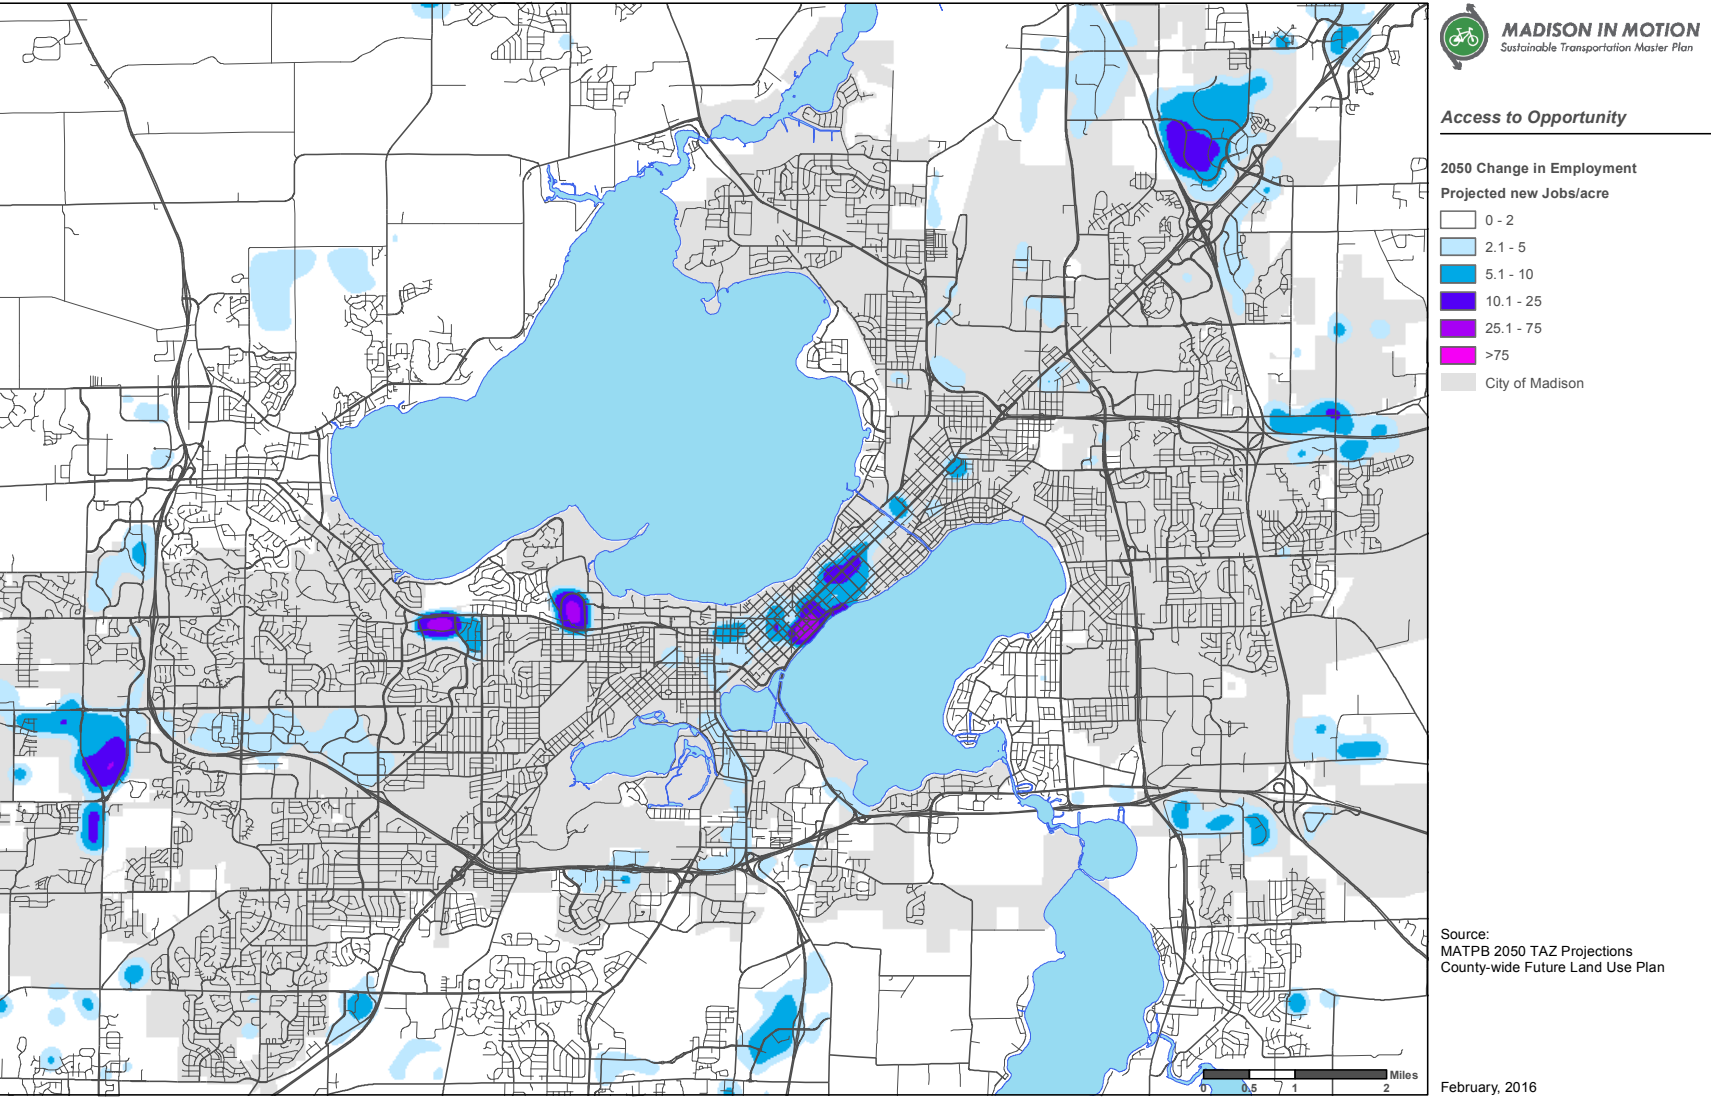 MADISON IN MOTION
Sustainable Transportation Master Plan
Access to Opportunity
2050 Change in Employment
Projected new Jobs/acre
0 - 2
2.1 - 5
5.1 - 10
10.1 - 25
25.1 - 75
>75
City of Madison
Source:
MATPB 2050 TAZ Projections
County-wide Future Land Use Plan
Miles
0 0.5 1 2
February, 2016